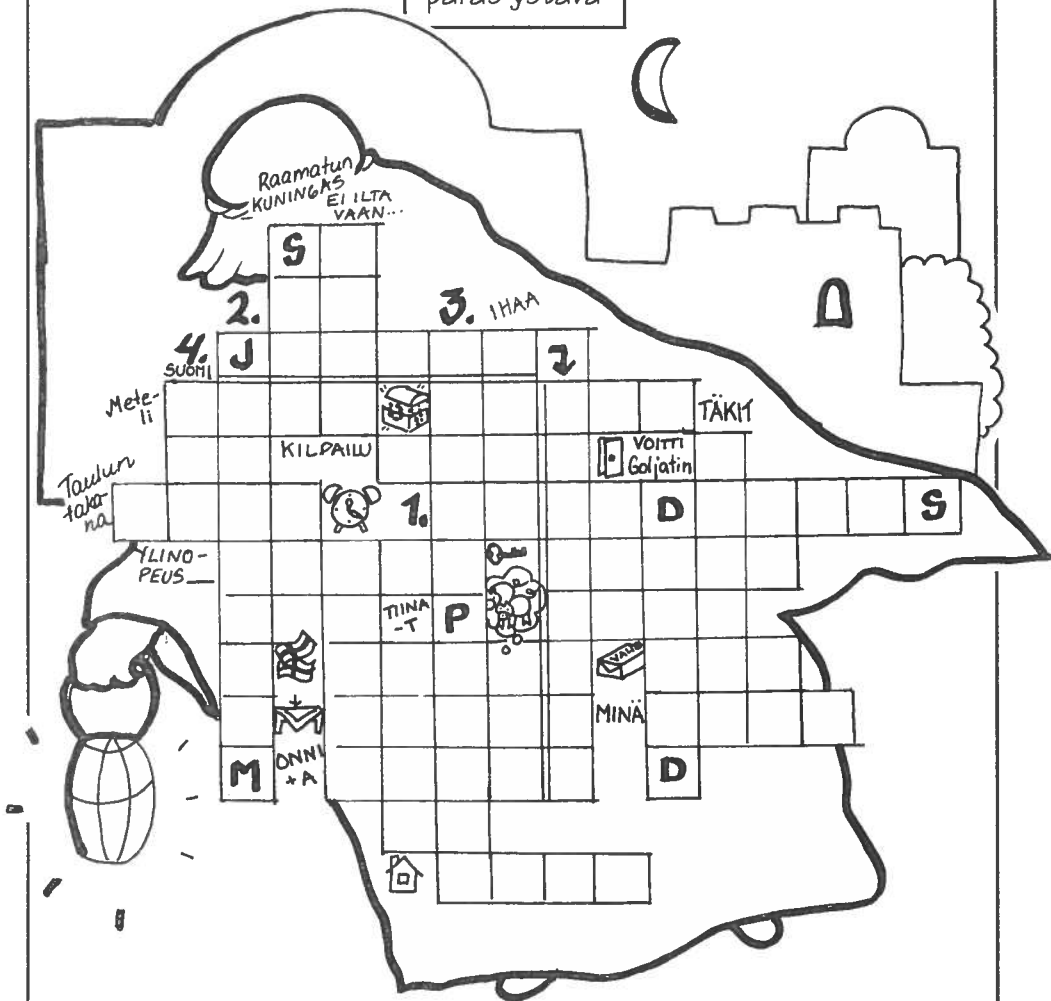 paras ystävä
Raamatun
KUNINGAS
EI ILTA
VAAN...
S
2.
3. IHAA
4. J
SUOMI
Mete-
li
TÄKIT
KILPAILU
VOITTI
Goljatin
Taulun
taka-
na
1.
D
S
YLINO-
PEUS
TIINA
-T
P
VALIO
MINÄ
M
ONNI
+A
D